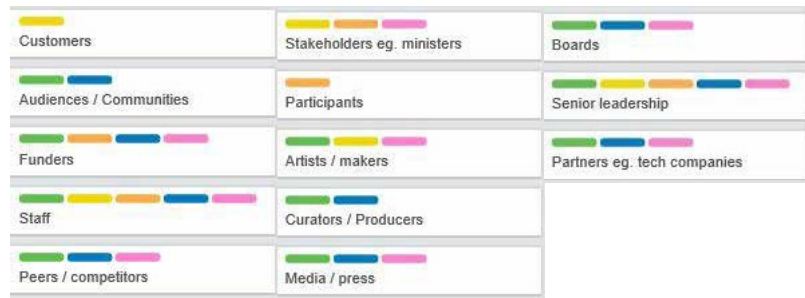 Customers
Audiences / Communities
Funders
Staff
Peers / competitors
Stakeholders eg. ministers
Participants
Artists / makers
Curators / Producers
Media / press
Boards
Senior leadership
Partners eg. tech companies